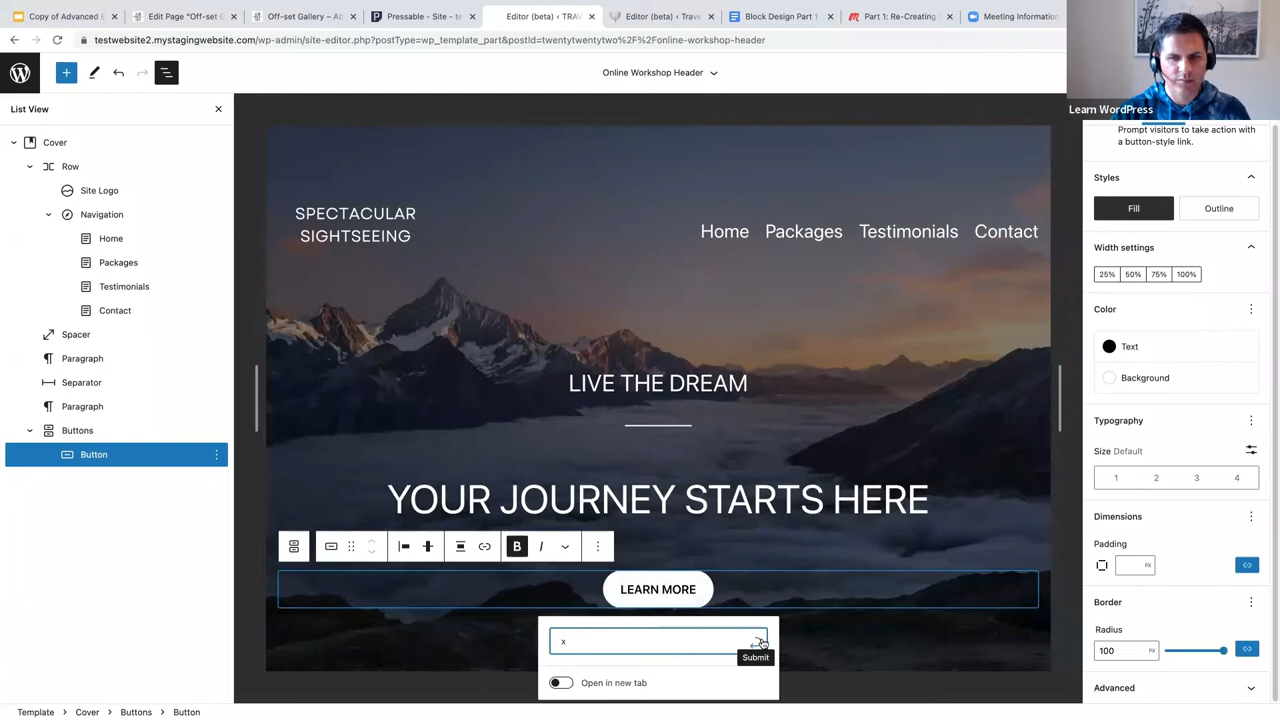 Copy of Advanced B
Edit Page "Off-set G
Off-set Gallery – Ab
Pressable - Site - te
Editor (beta) ‹ TRAV
Editor (beta) ‹ Trave
Block Design Part 1
Part 1: Re-Creating
Meeting Information
testwebsite2.mystagingwebsite.com/wp-admin/site-editor.php?postType=wp_template_part&postId=twentytwentytwo%2F%2Fonline-workshop-header
Online Workshop Header
Learn WordPress
List View
Cover
Row
Site Logo
Navigation
Home
Packages
Testimonials
Contact
Spacer
Paragraph
Separator
Paragraph
Buttons
Button
SPECTACULAR
SIGHTSEEING
Home Packages Testimonials Contact
LIVE THE DREAM
YOUR JOURNEY STARTS HERE
B I
LEARN MORE
x
Submit
Open in new tab
Prompt visitors to take action with
a button-style link.
Styles
Fill Outline
Width settings
25% 50% 75% 100%
Color
Text
Background
Typography
Size Default
1 2 3 4
Dimensions
Padding
PX
Border
Radius
100 PX
Advanced
Template › Cover › Buttons › Button